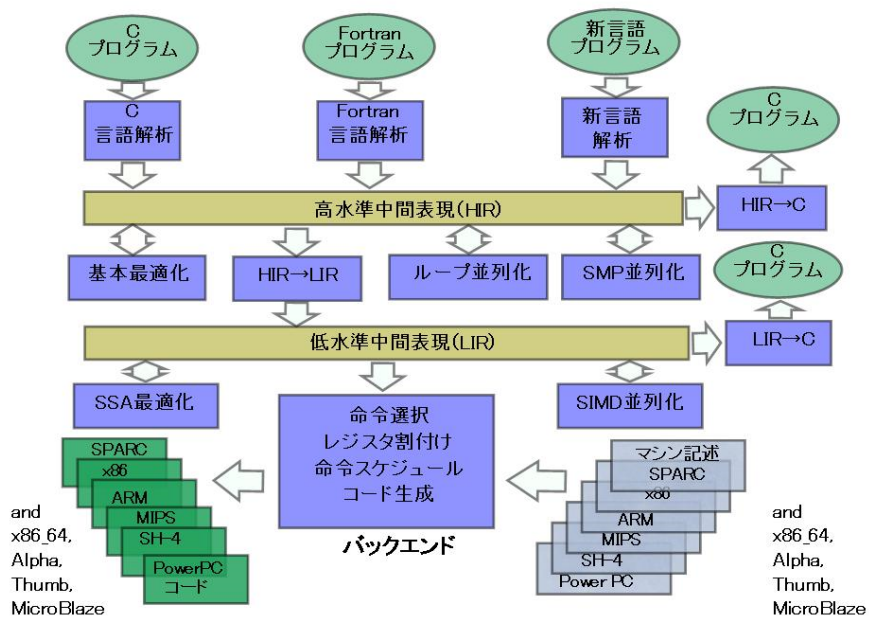 C
プログラム
Fortran
プログラム
新言語
プログラム
C
言語解析
Fortran
言語解析
新言語
解析
C
プログラム
高水準中間表現(HIR)
HIR→C
基本最適化
HIR→LIR
ループ並列化
SMP並列化
C
プログラム
低水準中間表現(LIR)
LIR→C
SSA最適化
命令選択
レジスタ割付け
命令スケジュール
コード生成
SIMD並列化
SPARC
x86
ARM
MIPS
SH-4
PowerPC
コード
バックエンド
マシン記述
SPARC
x86
ARM
MIPS
SH-4
Power PC
and
x86_64,
Alpha,
Thumb,
MicroBlaze
and
x86_64,
Alpha,
Thumb,
MicroBlaze